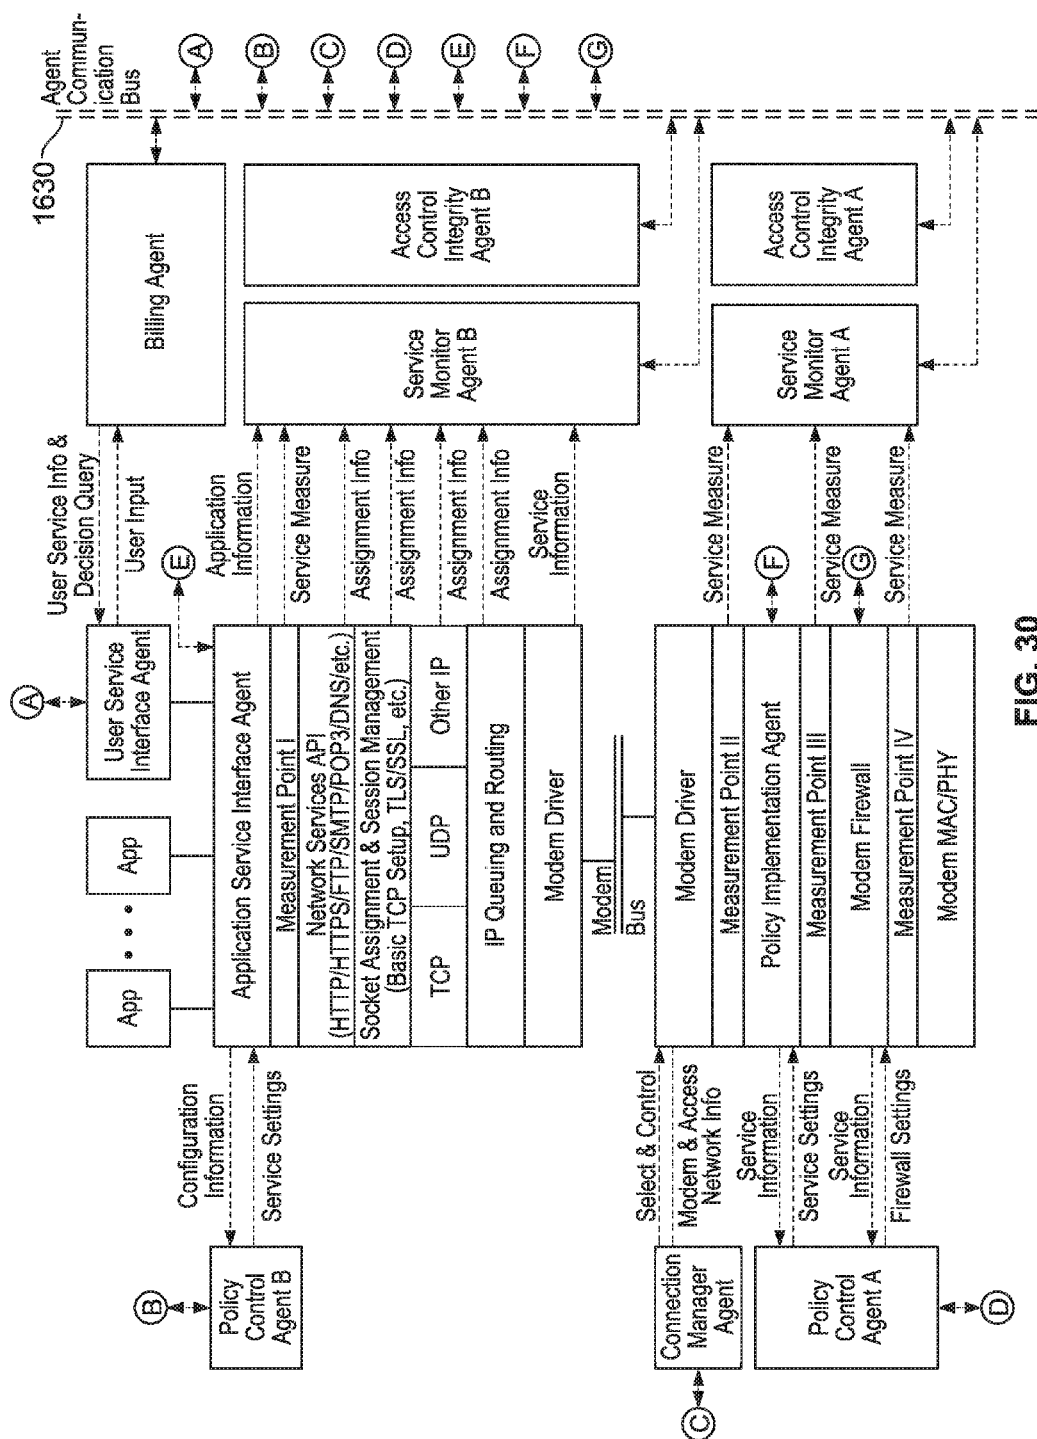 1630
Agent
Commun-
ication
Bus
A
B
C
D
E
F
G
Billing Agent
Access
Control
Integrity
Agent B
Access
Control
Integrity
Agent A
Service
Monitor
Agent B
Service
Monitor
Agent A
User Service Info &
Decision Query
User Input
E
Application
Information
Service Measure
Assignment Info
Assignment Info
Assignment Info
Assignment Info
Service
Information
Service Measure
F
Service Measure
G
Service Measure
A
User Service
Interface Agent
App
App
Application Service Interface Agent
Measurement Point I
Network Services API
(HTTP/HTTPS/FTP/SMTP/POP3/DNS/etc.)
Socket Assignment & Session Management
(Basic TCP Setup, TLS/SSL, etc.)
TCP
UDP
Other IP
IP Queuing and Routing
Modem Driver
Modem
Bus
Modem Driver
Measurement Point II
Policy Implementation Agent
Measurement Point III
Modem Firewall
Measurement Point IV
Modem MAC/PHY
Configuration
Information
Service Settings
Select & Control
Modem & Access
Network Info
Service
Information
Service Settings
Service
Information
Firewall Settings
B
Policy
Control
Agent B
Connection
Manager
Agent
C
Policy
Control
Agent A
D
FIG. 30